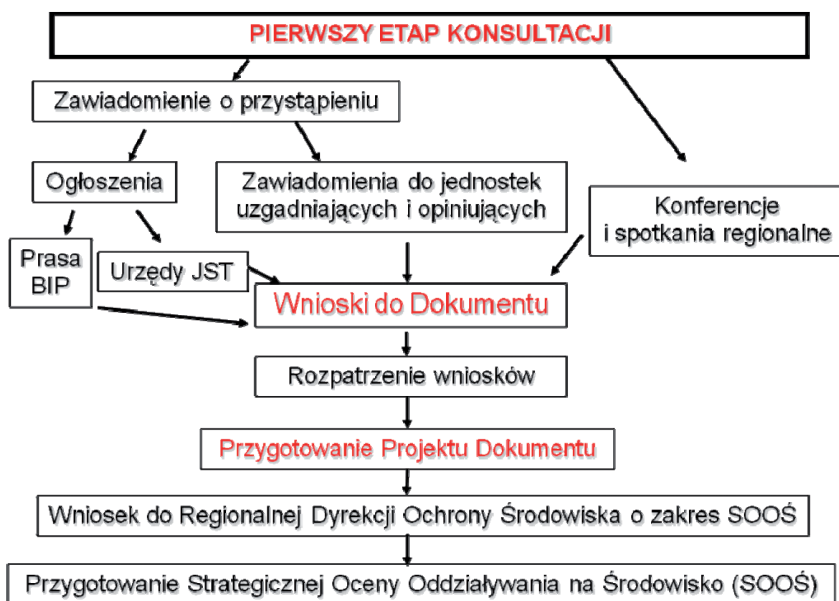 PIERWSZY ETAP KONSULTACJI
Zawiadomienie o przystąpieniu
Ogłoszenia
Zawiadomienia do jednostek
uzgadniających i opiniujących
Konferencje
i spotkania regionalne
Prasa
BIP
Urzędy JST
Wnioski do Dokumentu
Rozpatrzenie wniosków
Przygotowanie Projektu Dokumentu
Wniosek do Regionalnej Dyrekcji Ochrony Środowiska o zakres SOOŚ
Przygotowanie Strategicznej Oceny Oddziaływania na Środowisko (SOOŚ)